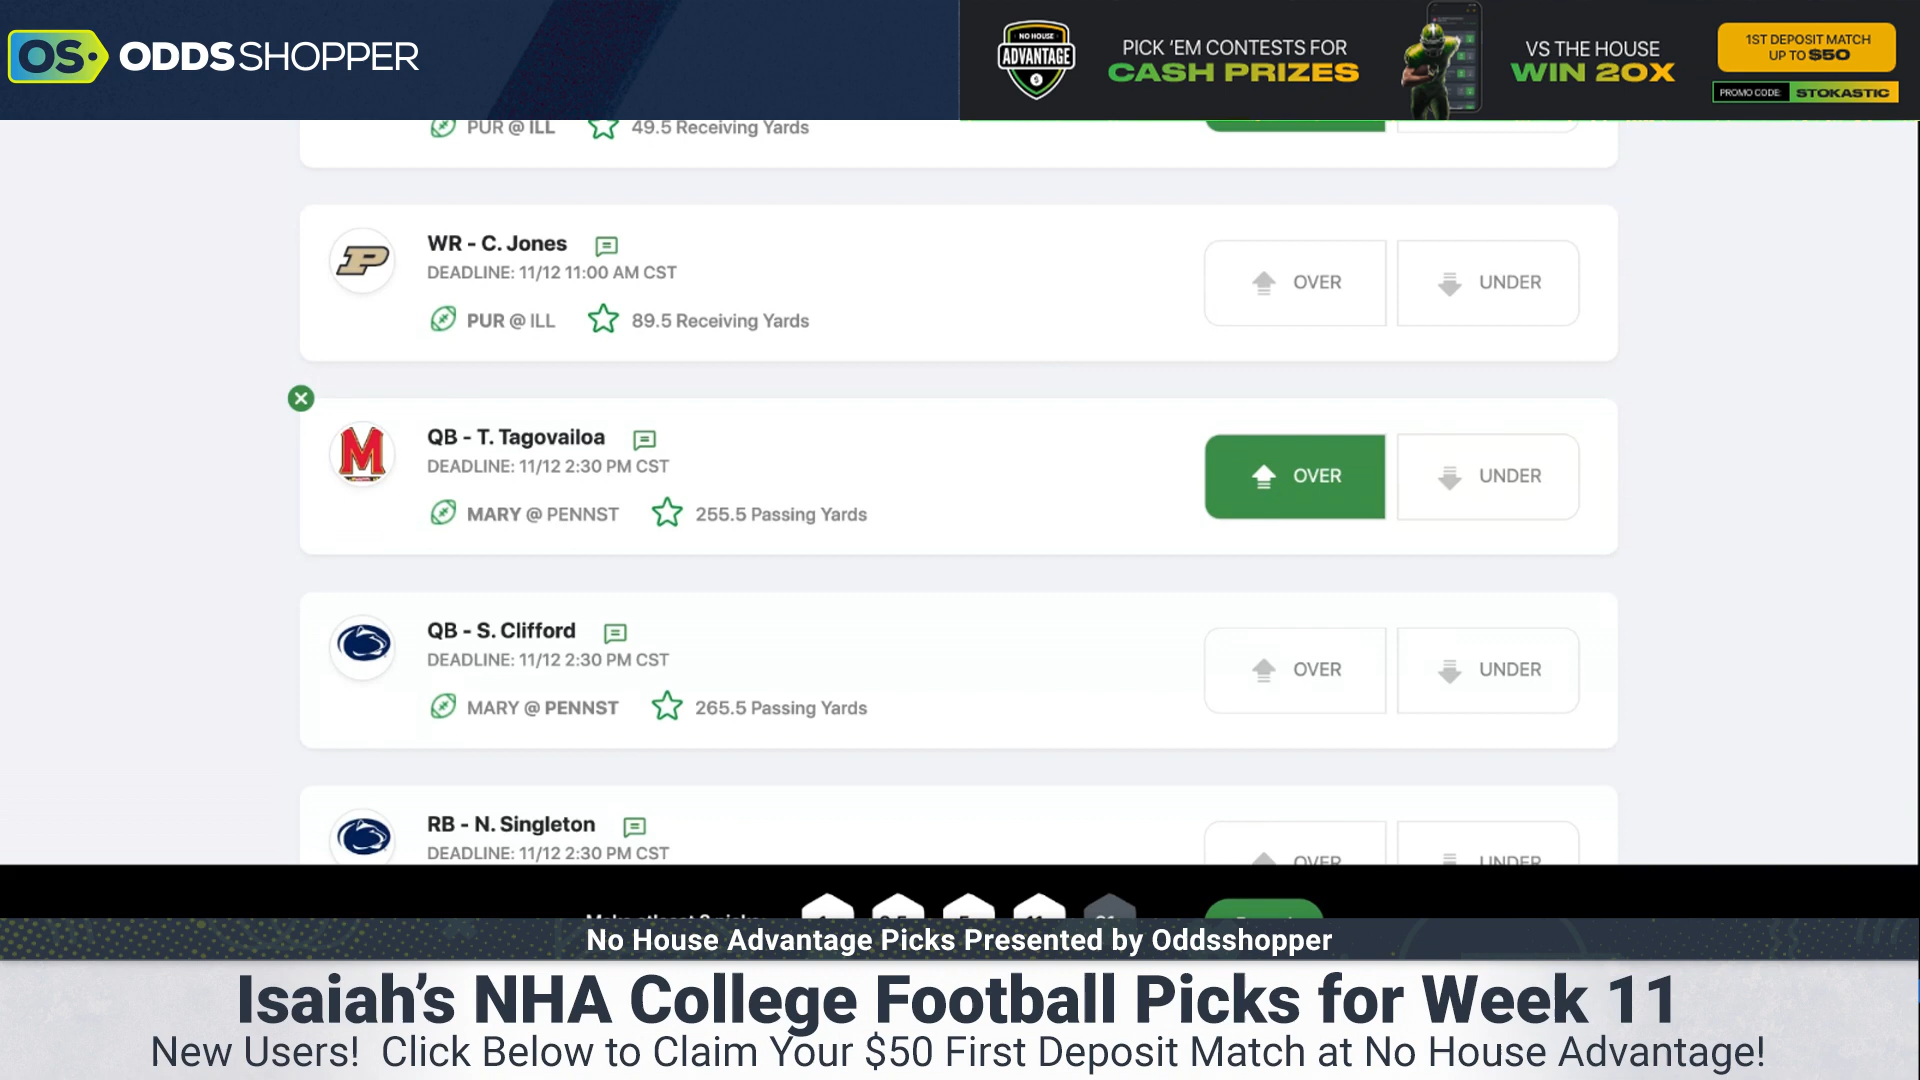 OS ODDSSHOPPER
NO HOUSE
ADVANTAGE
PICK 'EM CONTESTS FOR
CASH PRIZES
VS THE HOUSE
WIN 20X
1ST DEPOSIT MATCH
UP TO $50
PROMO CODE: STOKASTIC
PUR @ ILL 49.5 Receiving Yards
WR - C. Jones
DEADLINE: 11/12 11:00 AM CST
PUR @ ILL 89.5 Receiving Yards
OVER UNDER
QB - T. Tagovailoa
DEADLINE: 11/12 2:30 PM CST
MARY @ PENNST 255.5 Passing Yards
OVER UNDER
QB - S. Clifford
DEADLINE: 11/12 2:30 PM CST
MARY @ PENNST 265.5 Passing Yards
OVER UNDER
RB - N. Singleton
DEADLINE: 11/12 2:30 PM CST
OVER UNDER
No House Advantage Picks Presented by Oddsshopper
Isaiah's NHA College Football Picks for Week 11
New Users! Click Below to Claim Your $50 First Deposit Match at No House Advantage!